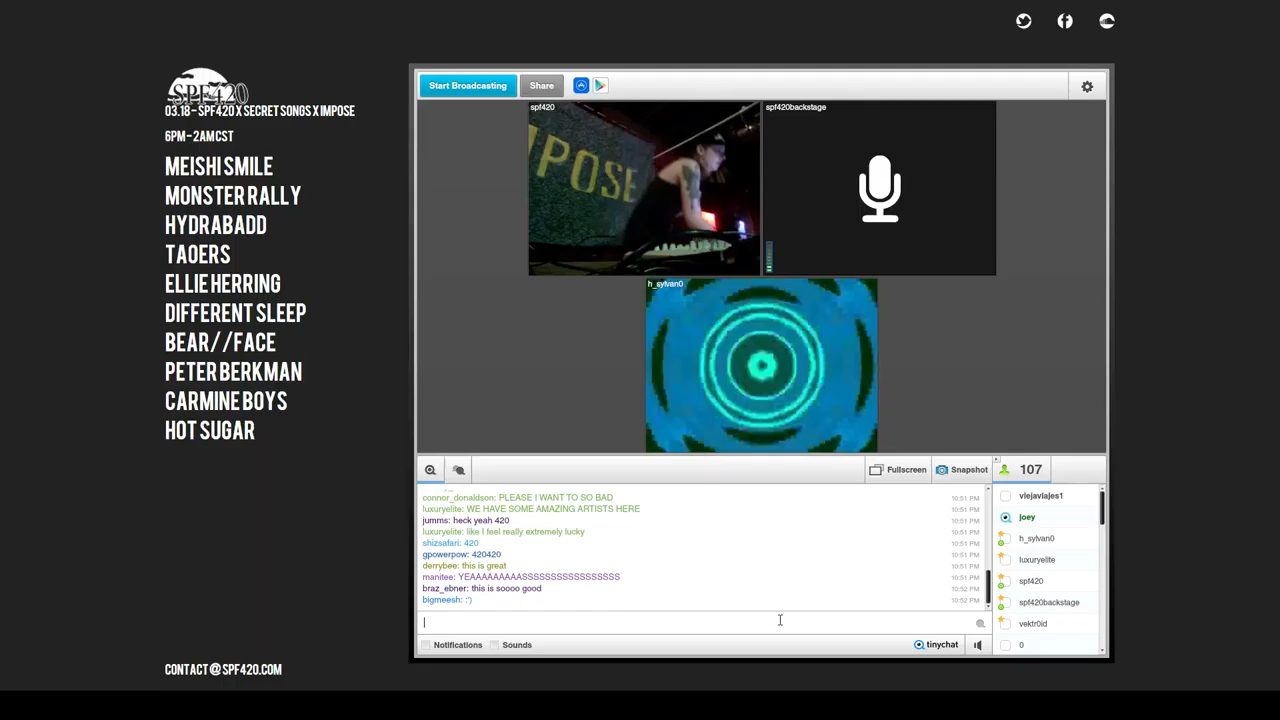 SPF420
03.18 - SPF420 X SECRET SONGS X IMPOSE
6PM-2AM CST
MEISHI SMILE
MONSTER RALLY
HYDRABADD
TAOERS
ELLIE HERRING
DIFFERENT SLEEP
BEAR//FACE
PETER BERKMAN
CARMINE BOYS
HOT SUGAR
CONTACT@SPF420.COM
Start Broadcasting
Share
spf420
MPOSE
spf420backstage
h_sylvan0
Fullscreen
Snapshot
107
connor_donaldson: PLEASE I WANT TO SO BAD 10:51 PM
luxuryelite: WE HAVE SOME AMAZING ARTISTS HERE 10:51 PM
jumms: heck yeah 420 10:51 PM
luxuryelite: like I feel really extremely lucky 10:51 PM
shizsafari: 420 10:51 PM
gpowerpow: 420420 10:51 PM
derrybee: this is great 10:51 PM
manitee: YEAAAAAAAAASSSSSSSSSSSSSSSSSS 10:51 PM
braz_ebner: this is soooo good 10:52 PM
bigmeesh: :') 10:52 PM
Notifications
Sounds
tinychat
viejaviajes1
joey
h_sylvan0
luxuryelite
spf420
spf420backstage
vektr0id
0